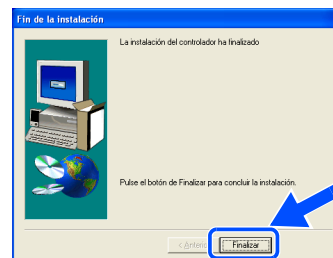 Fin de la instalación
La instalación del controlador ha finalizado
Pulse el botón de Finalizar para concluir la instalación.
< Anterior
Finalizar